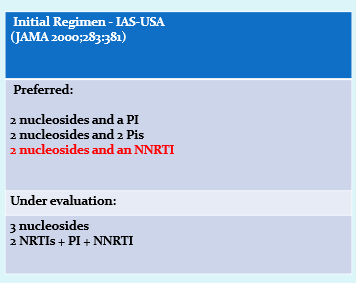 Initial Regimen - IAS-USA
(JAMA 2000;283:381)
Preferred:
2 nucleosides and a PI
2 nucleosides and 2 Pis
2 nucleosides and an NNRTI
Under evaluation:
3 nucleosides
2 NRTIs + PI + NNRTI